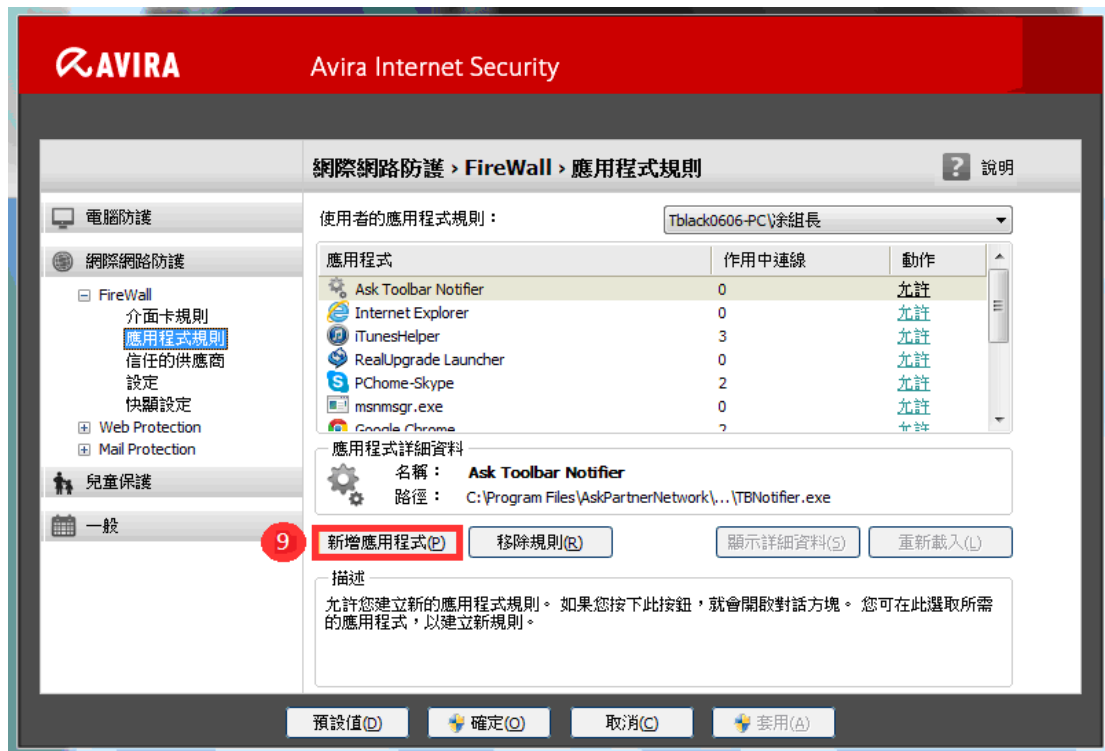 AVIRA
Avira Internet Security
網際網路防護 › FireWall › 應用程式規則
? 說明
電腦防護
網際網路防護
FireWall
介面卡規則
應用程式規則
信任的供應商
設定
快顯設定
Web Protection
Mail Protection
兒童保護
一般
使用者的應用程式規則：
Tblack0606-PC\涂組長
應用程式 作用中連線 動作
Ask Toolbar Notifier 0 允許
Internet Explorer 0 允許
iTunesHelper 3 允許
RealUpgrade Launcher 0 允許
PChome-Skype 2 允許
msnmsgr.exe 0 允許
Google Chrome 2 允許
應用程式詳細資料
名稱： Ask Toolbar Notifier
路徑： C:\Program Files\AskPartnerNetwork\...\TBNotifier.exe
9 新增應用程式(P) 移除規則(R) 顯示詳細資料(S) 重新載入(L)
描述
允許您建立新的應用程式規則。 如果您按下此按鈕，就會開啟對話方塊。 您可在此選取所需
的應用程式，以建立新規則。
預設值(D) 確定(O) 取消(C) 套用(A)